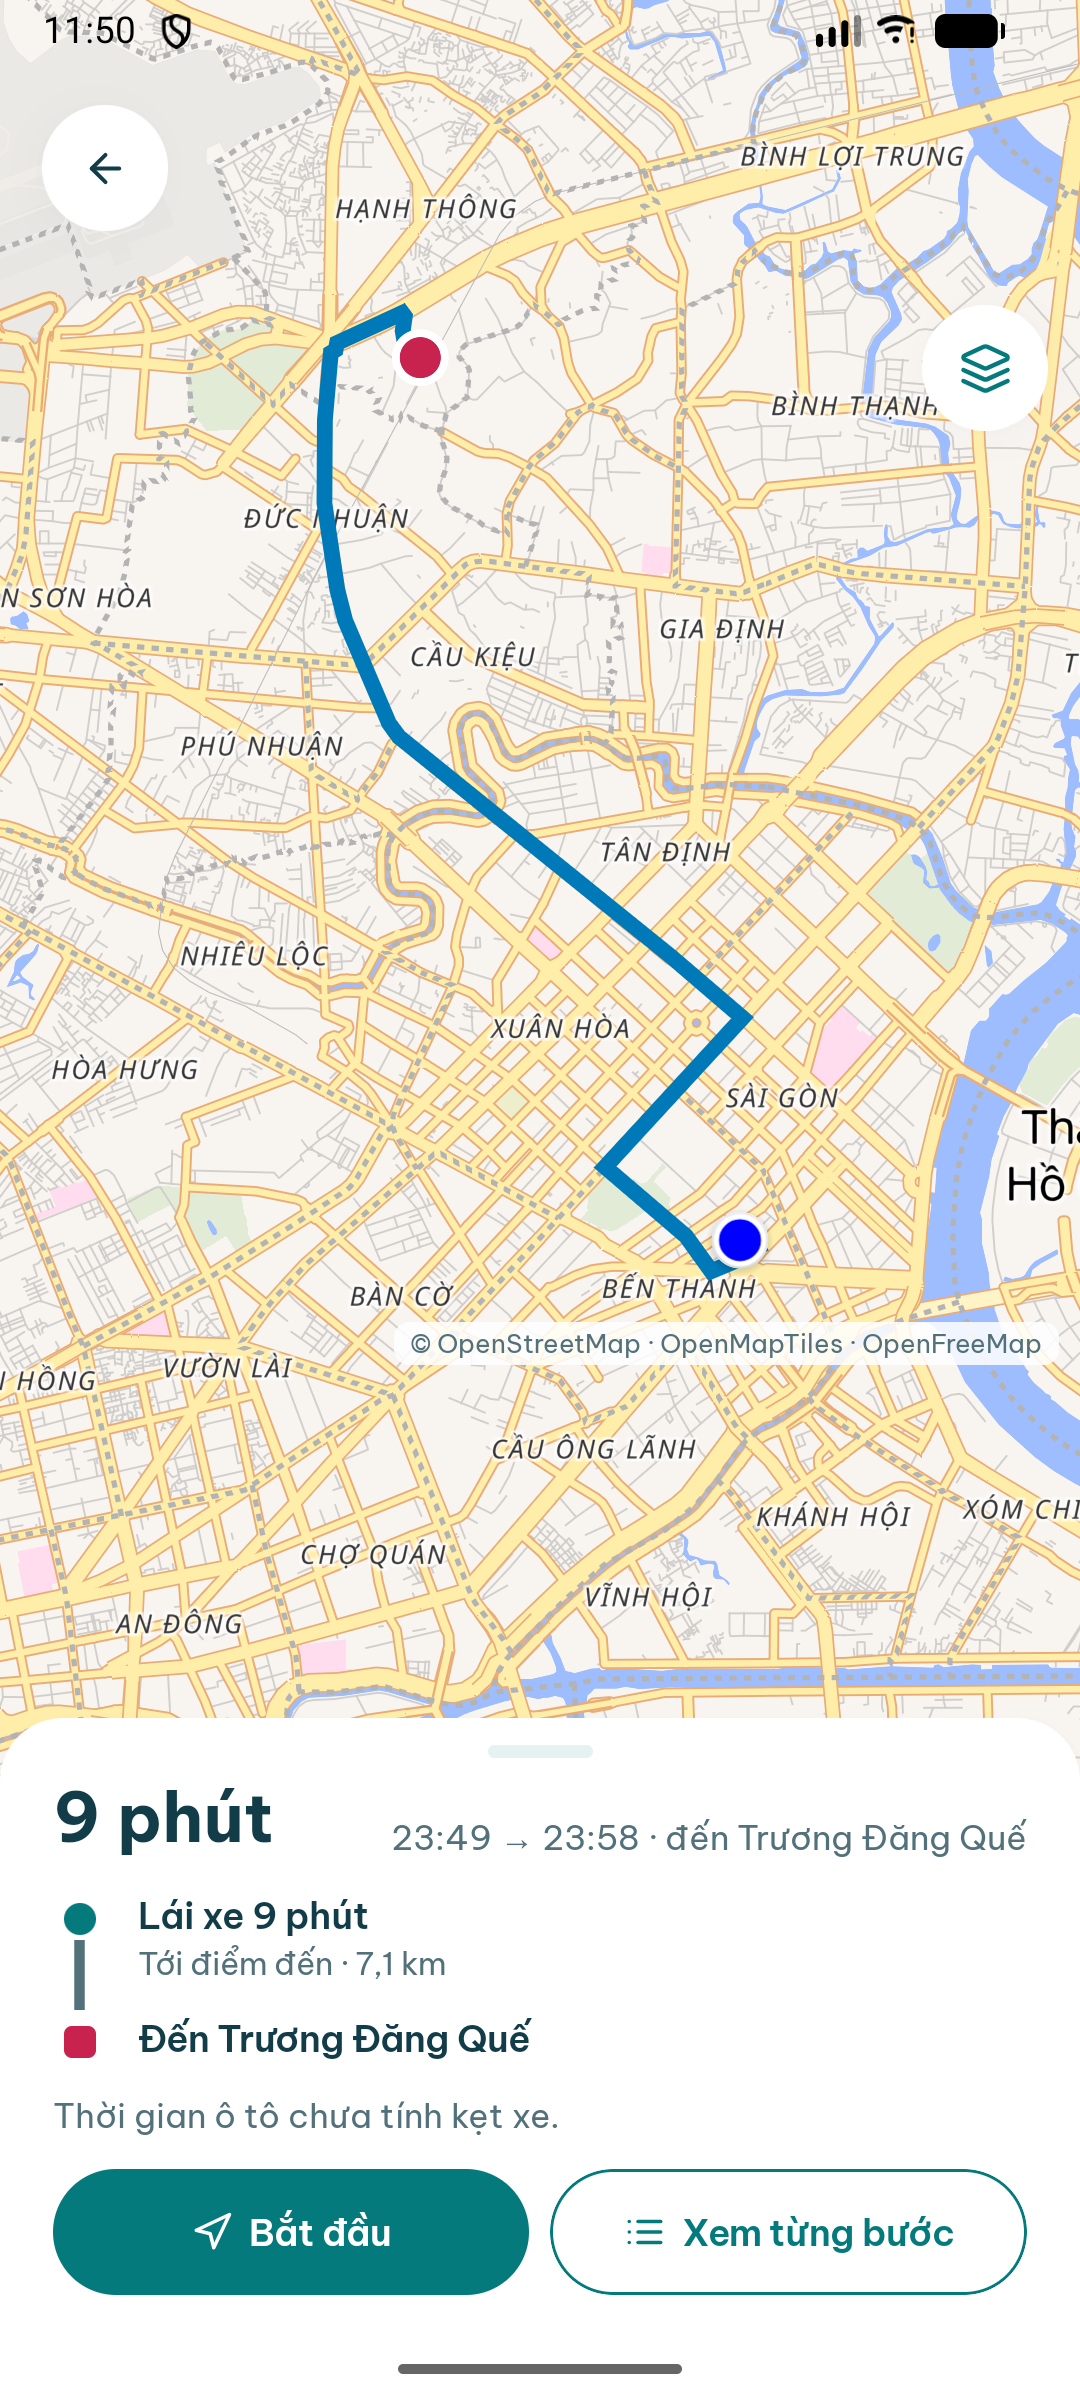 11:50
BÌNH LỢI TRUNG
HẠNH THÔNG
BÌNH THẠNH
ĐỨC NHUẬN
N SƠN HÒA
GIA ĐỊNH
CẦU KIỆU
T
PHÚ NHUẬN
TÂN ĐỊNH
NHIÊU LỘC
XUÂN HÒA
HÒA HƯNG
SÀI GÒN
Thà
Hồ
BÀN CỜ
BẾN THÀNH
© OpenStreetMap · OpenMapTiles · OpenFreeMap
VƯỜN LÀI
HỒNG
CẦU ÔNG LÃNH
KHÁNH HỘI
XÓM CHI
CHỢ QUÁN
VĨNH HỘI
AN ĐÔNG
9 phút
23:49 → 23:58 · đến Trương Đăng Quế
Lái xe 9 phút
Tới điểm đến · 7,1 km
Đến Trương Đăng Quế
Thời gian ô tô chưa tính kẹt xe.
Bắt đầu
Xem từng bước